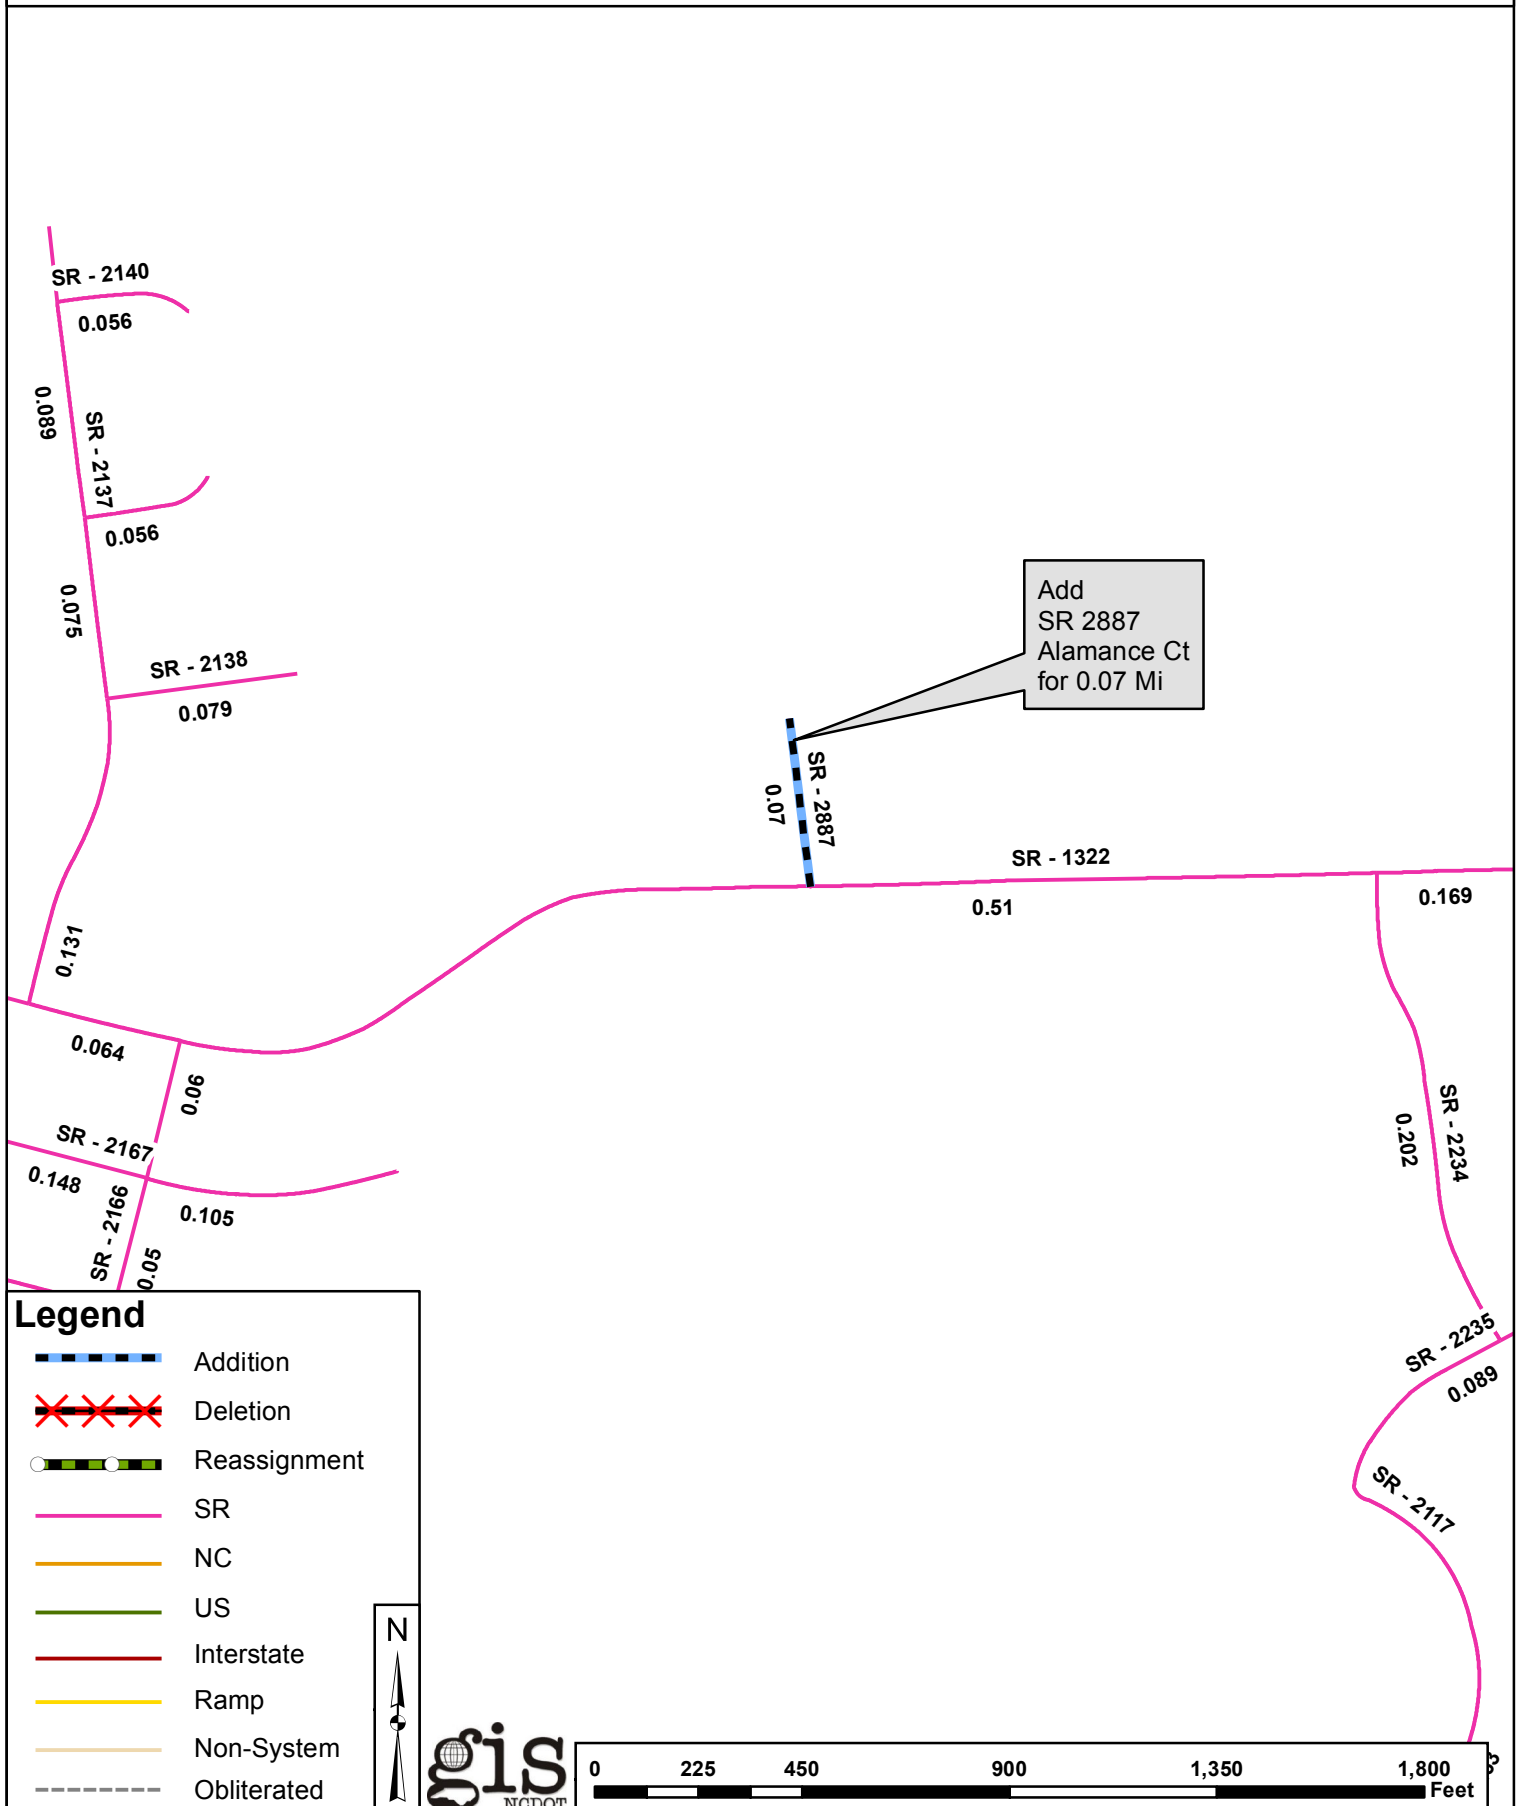 SR - 2140
0.056
0.089
SR - 2137
0.056
0.075
SR - 2138
0.079
Add
SR 2887
Alamance Ct
for 0.07 Mi
SR - 2887
0.07
SR - 1322
0.51
0.169
0.131
0.064
0.06
SR - 2167
0.148
SR - 2166
0.105
0.05
SR - 2234
0.202
SR - 2235
0.089
SR - 2117
Legend
Addition
Deletion
Reassignment
SR
NC
US
Interstate
Ramp
Non-System
Obliterated
N
gis
NCDOT
0 225 450 900 1,350 1,800
Feet